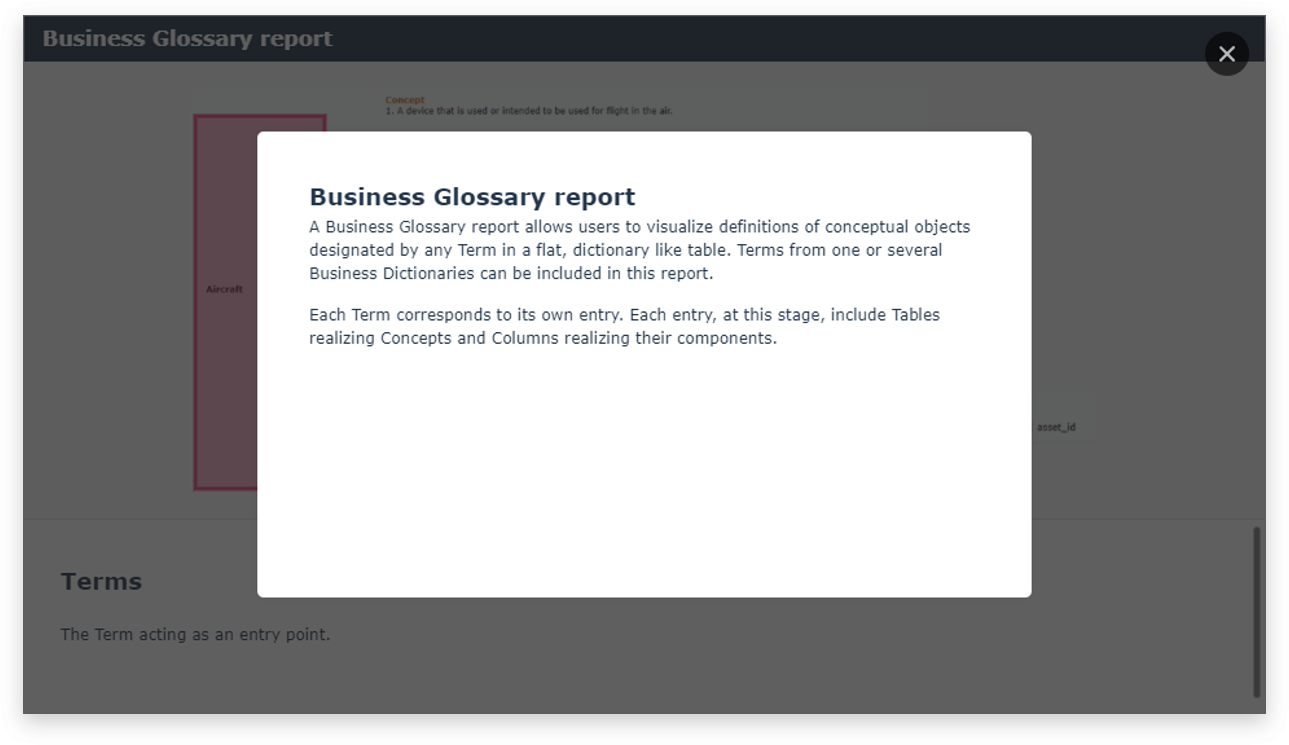 Business Glossary report
Concept
1. A device that is used or intended to be used for flight in the air.
Business Glossary report
A Business Glossary report allows users to visualize definitions of conceptual objects
designated by any Term in a flat, dictionary like table. Terms from one or several
Business Dictionaries can be included in this report.
Each Term corresponds to its own entry. Each entry, at this stage, include Tables
realizing Concepts and Columns realizing their components.
Aircraft
asset_id
Terms
The Term acting as an entry point.